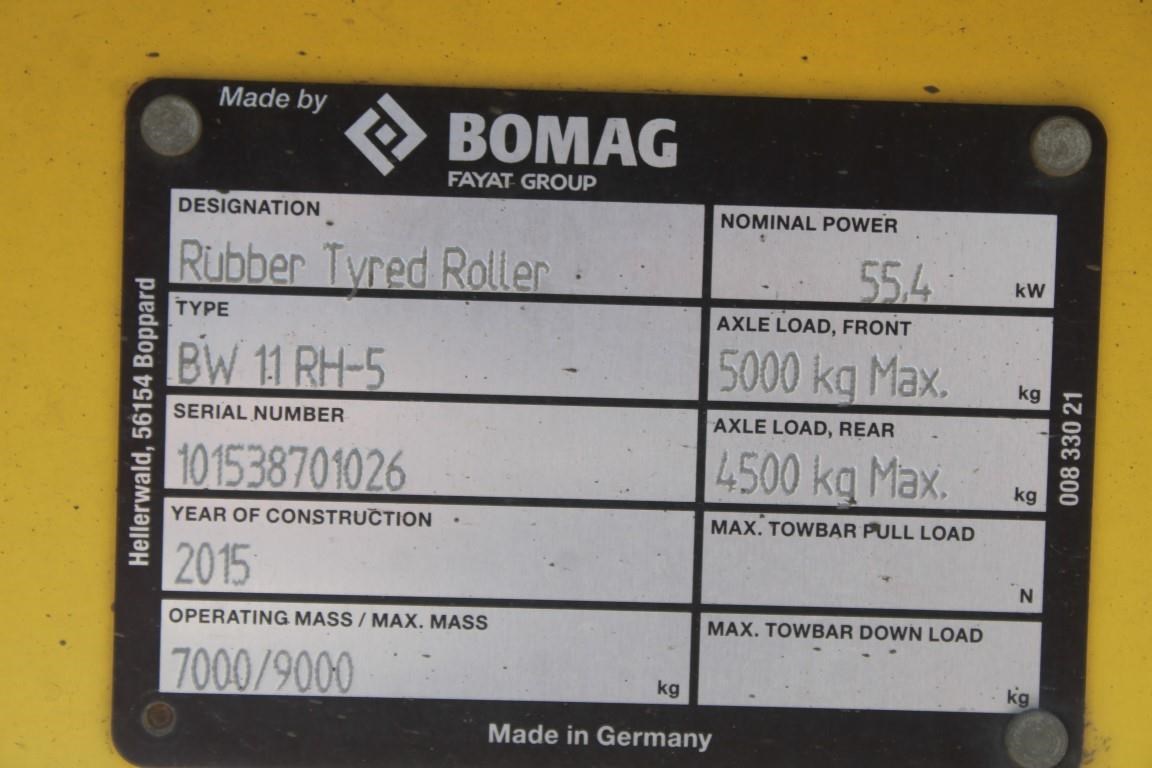 Made by
BOMAG
FAYAT GROUP
DESIGNATION
Rubber Tyred Roller
TYPE
BW 11 RH-5
SERIAL NUMBER
101538701026
YEAR OF CONSTRUCTION
2015
OPERATING MASS / MAX. MASS
7000/9000 kg
NOMINAL POWER
55,4 kW
AXLE LOAD, FRONT
5000 kg Max. kg
AXLE LOAD, REAR
4500 kg Max. kg
MAX. TOWBAR PULL LOAD
N
MAX. TOWBAR DOWN LOAD
kg
Made in Germany
Hellerwald, 56154 Boppard
008 330 21